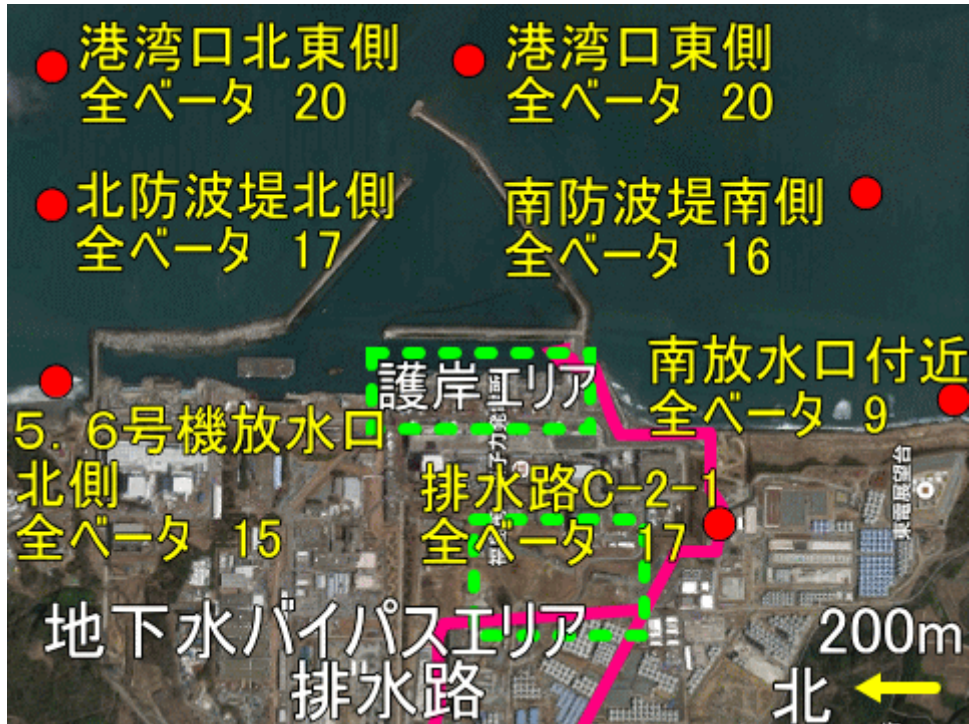 港湾口北東側
全ベータ 20
港湾口東側
全ベータ 20
北防波堤北側
全ベータ 17
南防波堤南側
全ベータ 16
南放水口付近
全ベータ 9
護岸エリア
5．6号機放水口
北側
全ベータ 15
排水路C-2-1
全ベータ 17
東電展望台
地下水バイパスエリア
排水路
200m
北